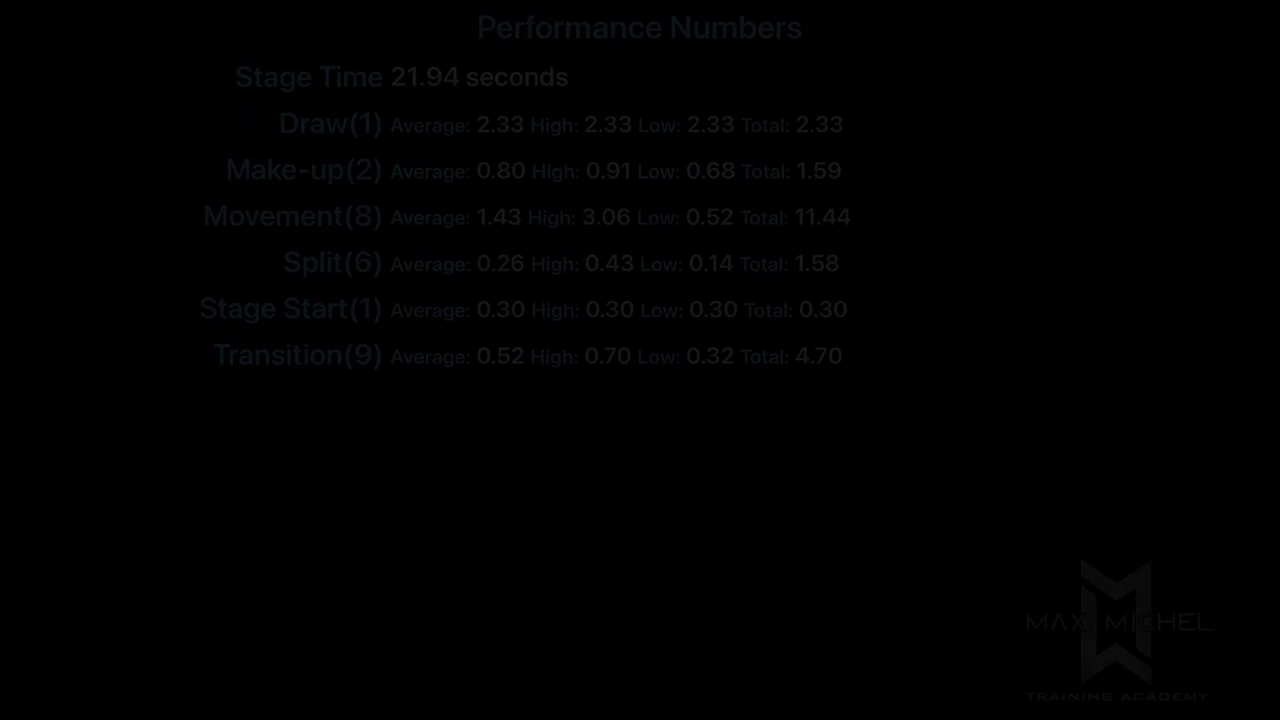 Performance Numbers
Stage Time 21.94 seconds
Draw(1) Average: 2.33 High: 2.33 Low: 2.33 Total: 2.33
Make-up(2) Average: 0.80 High: 0.91 Low: 0.68 Total: 1.59
Movement(8) Average: 1.43 High: 3.06 Low: 0.52 Total: 11.44
Split(6) Average: 0.26 High: 0.43 Low: 0.14 Total: 1.58
Stage Start(1) Average: 0.30 High: 0.30 Low: 0.30 Total: 0.30
Transition(9) Average: 0.52 High: 0.70 Low: 0.32 Total: 4.70
MAX MICHEL
TRAINING ACADEMY